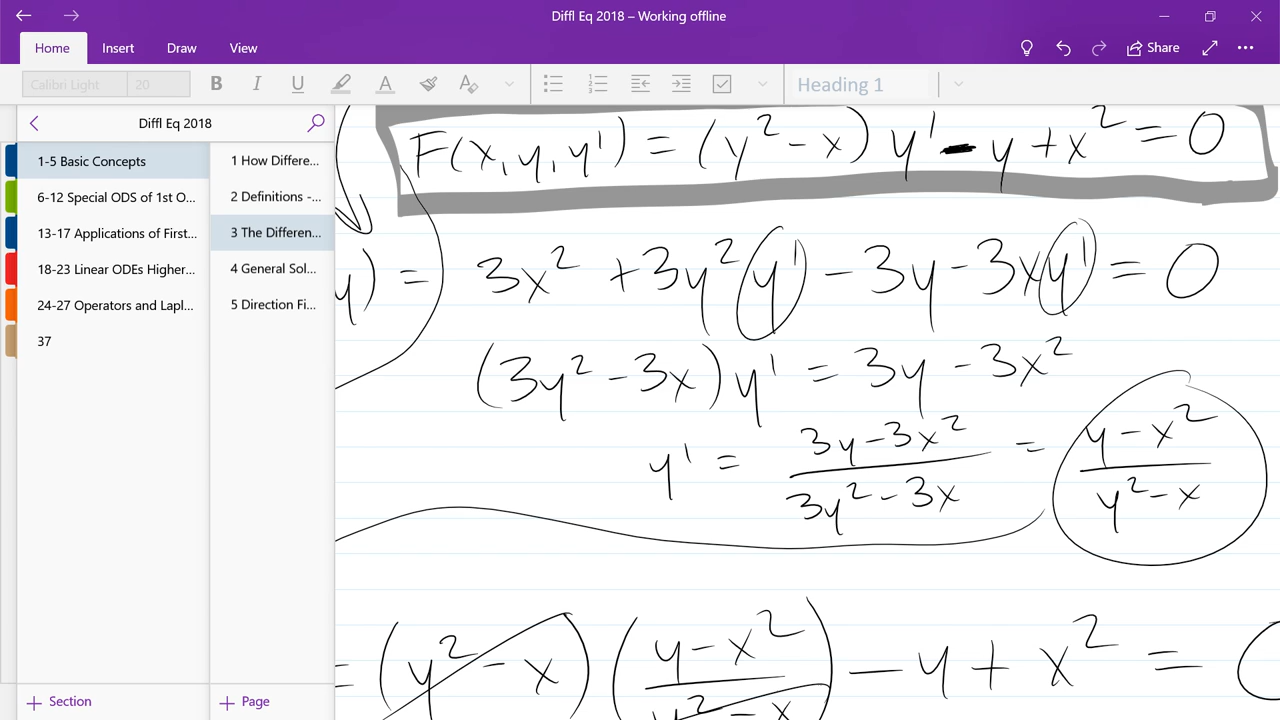 Diffl Eq 2018 – Working offline
Home Insert Draw View Share
Calibri Light 20 B I U A A Heading 1
Diffl Eq 2018
1-5 Basic Concepts
6-12 Special ODS of 1st O...
13-17 Applications of First...
18-23 Linear ODEs Higher...
24-27 Operators and Lapl...
37
1 How Differe...
2 Definitions -...
3 The Differen...
4 General Sol...
5 Direction Fi...
+ Section
+ Page
F(x, y, y') = (y² - x) y' - y + x² = 0
y) = 3x² + 3y² y' - 3y - 3xy' = 0
(3y² - 3x) y' = 3y - 3x²
y' = (3y - 3x²)/(3y² - 3x) = (y - x²)/(y² - x)
= (y² - x) ((y - x²)/(y² - x)) - y + x² = 0